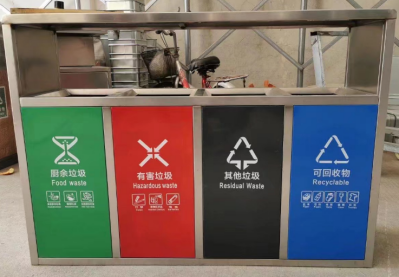 厨余垃圾
Food waste
有害垃圾
Hazardous waste
其他垃圾
Residual Waste
可回收物
Recyclable